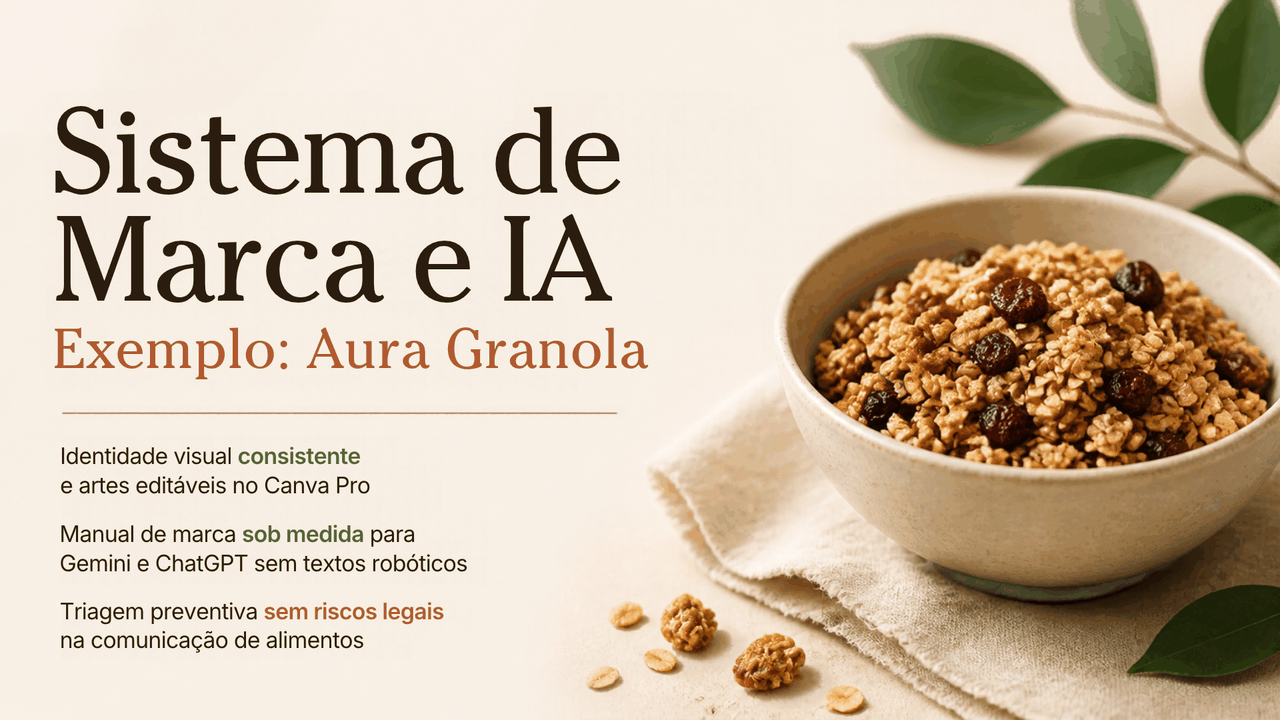 Sistema de
Marca e IA
Exemplo: Aura Granola
Identidade visual consistente
e artes editáveis no Canva Pro
Manual de marca sob medida para
Gemini e ChatGPT sem textos robóticos
Triagem preventiva sem riscos legais
na comunicação de alimentos